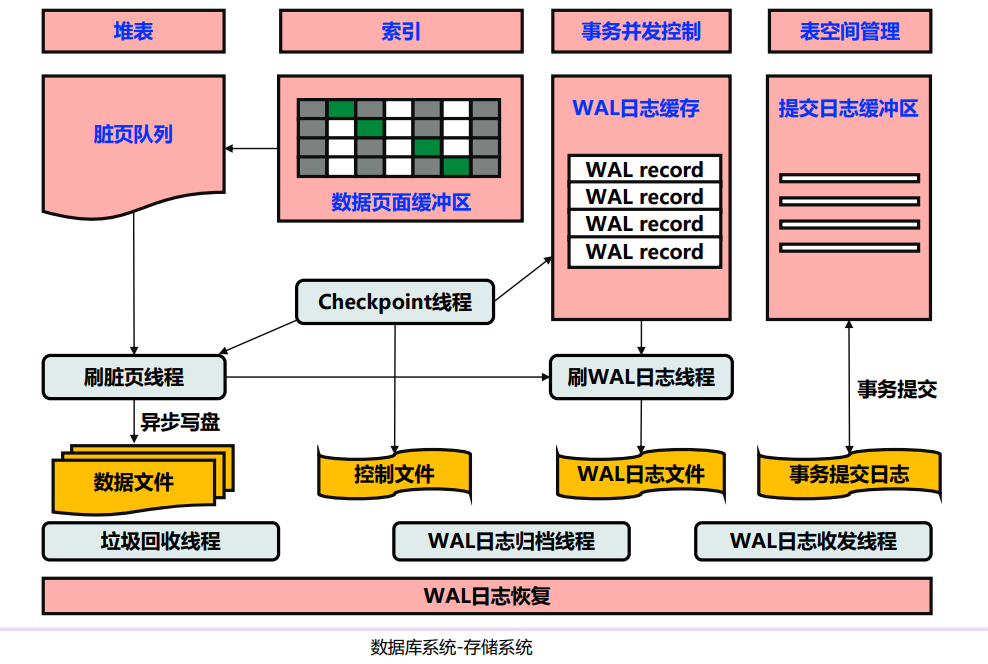 堆表
索引
事务并发控制
表空间管理
脏页队列
数据页面缓冲区
WAL日志缓存
WAL record
WAL record
WAL record
WAL record
提交日志缓冲区
Checkpoint线程
刷脏页线程
刷WAL日志线程
事务提交
异步写盘
数据文件
控制文件
WAL日志文件
事务提交日志
垃圾回收线程
WAL日志归档线程
WAL日志收发线程
WAL日志恢复
数据库系统-存储系统